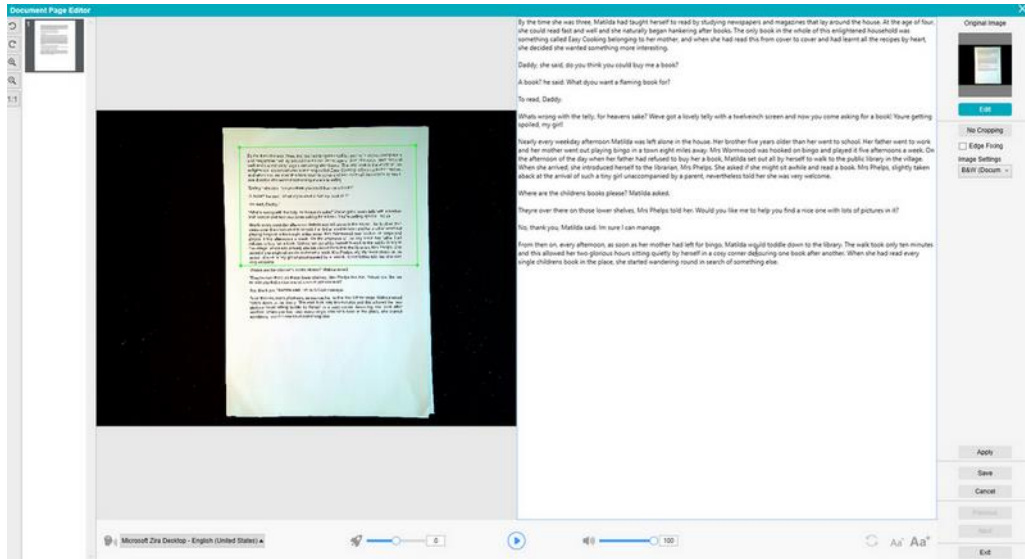 Document Page Editor
1
1:1
By the time she was three, Matilda had taught herself to read by studying newspapers and magazines that lay around the house. At the age of four,
she could read fast and well and she naturally began hankering after books. The only book in the whole of this enlightened household was
something called Easy Cooking belonging to her mother, and when she had read this from cover to cover and had learnt all the recipes by heart,
she decided she wanted something more interesting.
Daddy, she said, do you think you could buy me a book?
A book? he said. What dyou want a flaming book for?
To read, Daddy.
Whats wrong with the telly, for heavens sake? Weve got a lovely telly with a twelveinch screen and now you come asking for a book! Youre getting
spoiled, my girl!
Nearly every weekday afternoon Matilda was left alone in the house. Her brother five years older than her went to school. Her father went to work
and her mother went out playing bingo in a town eight miles away. Mrs Wormwood was hooked on bingo and played it five afternoons a week. On
the afternoon of the day when her father had refused to buy her a book, Matilda set out all by herself to walk to the public library in the village.
When she arrived, she introduced herself to the librarian, Mrs Phelps. She asked if she might sit awhile and read a book. Mrs Phelps, slightly taken
aback at the arrival of such a tiny girl unaccompanied by a parent, nevertheless told her she was very welcome.
Where are the childrens books please? Matilda asked.
Theyre over there on those lower shelves, Mrs Phelps told her. Would you like me to help you find a nice one with lots of pictures in it?
No, thank you, Matilda said. Im sure I can manage.
From then on, every afternoon, as soon as her mother had left for bingo, Matilda would toddle down to the library. The walk took only ten minutes
and this allowed her two glorious hours sitting quietly by herself in a cosy corner devouring one book after another. When she had read every
single childrens book in the place, she started wandering round in search of something else.
Original Image
Edit
No Cropping
Edge Fixing
Image Settings
B&W (Docum
Apply
Save
Cancel
Previous
Next
Exit
Microsoft Zira Desktop - English (United States)
0
100
Aa-
Aa+